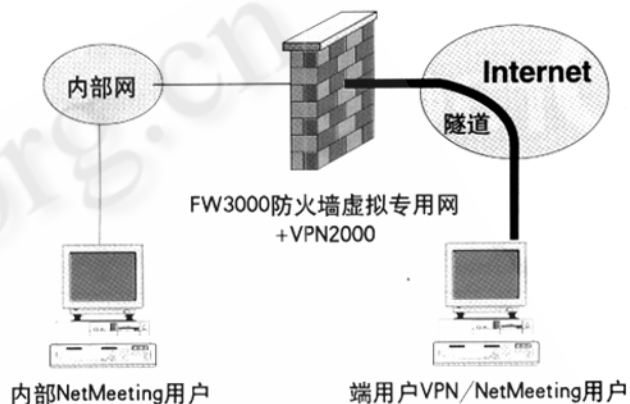 内部网
Internet
隧道
FW3000防火墙虚拟专用网
+VPN2000
内部NetMeeting用户
端用户VPN/NetMeeting用户
org.cn